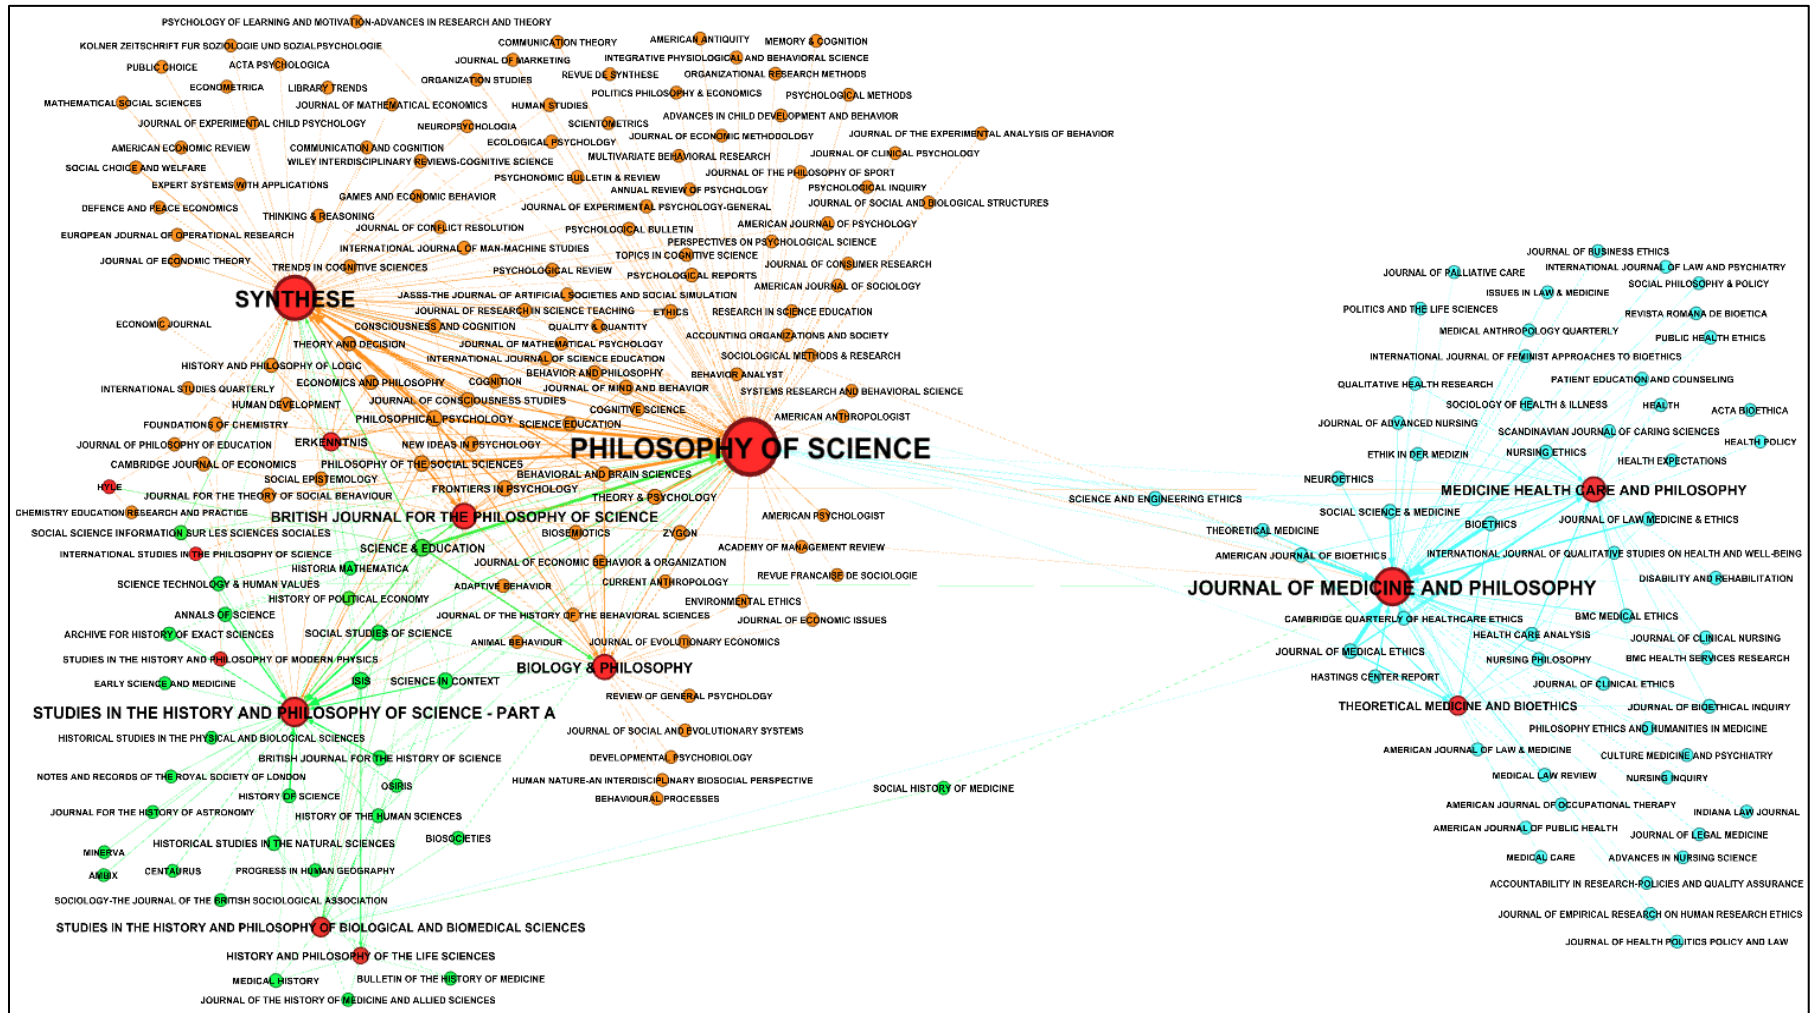 PSYCHOLOGY OF LEARNING AND MOTIVATION-ADVANCES IN RESEARCH AND THEORY
KOLNER ZEITSCHRIFT FUR SOZIOLOGIE UND SOZIALPSYCHOLOGIE
COMMUNICATION THEORY
AMERICAN ANTIQUITY
MEMORY & COGNITION
PUBLIC CHOICE
ACTA PSYCHOLOGICA
JOURNAL OF MARKETING
INTEGRATIVE PHYSIOLOGICAL AND BEHAVIORAL SCIENCE
ECONOMETRICA
LIBRARY TRENDS
ORGANIZATION STUDIES
REVUE DE SYNTHESE
ORGANIZATIONAL RESEARCH METHODS
MATHEMATICAL SOCIAL SCIENCES
JOURNAL OF MATHEMATICAL ECONOMICS
HUMAN STUDIES
POLITICS PHILOSOPHY & ECONOMICS
PSYCHOLOGICAL METHODS
JOURNAL OF EXPERIMENTAL CHILD PSYCHOLOGY
NEUROPSYCHOLOGIA
SCIENTOMETRICS
ADVANCES IN CHILD DEVELOPMENT AND BEHAVIOR
AMERICAN ECONOMIC REVIEW
COMMUNICATION AND COGNITION
ECOLOGICAL PSYCHOLOGY
JOURNAL OF ECONOMIC METHODOLOGY
JOURNAL OF THE EXPERIMENTAL ANALYSIS OF BEHAVIOR
SOCIAL CHOICE AND WELFARE
WILEY INTERDISCIPLINARY REVIEWS-COGNITIVE SCIENCE
MULTIVARIATE BEHAVIORAL RESEARCH
JOURNAL OF CLINICAL PSYCHOLOGY
EXPERT SYSTEMS WITH APPLICATIONS
PSYCHONOMIC BULLETIN & REVIEW
JOURNAL OF THE PHILOSOPHY OF SPORT
GAMES AND ECONOMIC BEHAVIOR
ANNUAL REVIEW OF PSYCHOLOGY
PSYCHOLOGICAL INQUIRY
DEFENCE AND PEACE ECONOMICS
THINKING & REASONING
JOURNAL OF EXPERIMENTAL PSYCHOLOGY-GENERAL
JOURNAL OF SOCIAL AND BIOLOGICAL STRUCTURES
EUROPEAN JOURNAL OF OPERATIONAL RESEARCH
JOURNAL OF CONFLICT RESOLUTION
PSYCHOLOGICAL BULLETIN
AMERICAN JOURNAL OF PSYCHOLOGY
INTERNATIONAL JOURNAL OF MAN-MACHINE STUDIES
PERSPECTIVES ON PSYCHOLOGICAL SCIENCE
JOURNAL OF ECONOMIC THEORY
TRENDS IN COGNITIVE SCIENCES
PSYCHOLOGICAL REVIEW
TOPICS IN COGNITIVE SCIENCE
JOURNAL OF CONSUMER RESEARCH
PSYCHOLOGICAL REPORTS
AMERICAN JOURNAL OF SOCIOLOGY
SYNTHESE
JASSS-THE JOURNAL OF ARTIFICIAL SOCIETIES AND SOCIAL SIMULATION
JOURNAL OF RESEARCH IN SCIENCE TEACHING
ETHICS
RESEARCH IN SCIENCE EDUCATION
ECONOMIC JOURNAL
CONSCIOUSNESS AND COGNITION
QUALITY & QUANTITY
ACCOUNTING ORGANIZATIONS AND SOCIETY
THEORY AND DECISION
JOURNAL OF MATHEMATICAL PSYCHOLOGY
SOCIOLOGICAL METHODS & RESEARCH
HISTORY AND PHILOSOPHY OF LOGIC
INTERNATIONAL JOURNAL OF SCIENCE EDUCATION
BEHAVIOR AND PHILOSOPHY
BEHAVIOR ANALYST
INTERNATIONAL STUDIES QUARTERLY
ECONOMICS AND PHILOSOPHY
COGNITION
JOURNAL OF MIND AND BEHAVIOR
SYSTEMS RESEARCH AND BEHAVIORAL SCIENCE
HUMAN DEVELOPMENT
JOURNAL OF CONSCIOUSNESS STUDIES
COGNITIVE SCIENCE
FOUNDATIONS OF CHEMISTRY
PHILOSOPHICAL PSYCHOLOGY
SCIENCE EDUCATION
AMERICAN ANTHROPOLOGIST
JOURNAL OF PHILOSOPHY OF EDUCATION
ERKENNTNIS
NEW IDEAS IN PSYCHOLOGY
PHILOSOPHY OF SCIENCE
CAMBRIDGE JOURNAL OF ECONOMICS
PHILOSOPHY OF THE SOCIAL SCIENCES
SOCIAL EPISTEMOLOGY
BEHAVIORAL AND BRAIN SCIENCES
HYLE
JOURNAL FOR THE THEORY OF SOCIAL BEHAVIOUR
FRONTIERS IN PSYCHOLOGY
THEORY & PSYCHOLOGY
CHEMISTRY EDUCATION RESEARCH AND PRACTICE
BRITISH JOURNAL FOR THE PHILOSOPHY OF SCIENCE
AMERICAN PSYCHOLOGIST
SOCIAL SCIENCE INFORMATION SUR LES SCIENCES SOCIALES
BIOSEMIOTICS
ZYGON
INTERNATIONAL STUDIES IN THE PHILOSOPHY OF SCIENCE
SCIENCE & EDUCATION
ACADEMY OF MANAGEMENT REVIEW
HISTORIA MATHEMATICA
JOURNAL OF ECONOMIC BEHAVIOR & ORGANIZATION
REVUE FRANCAISE DE SOCIOLOGIE
SCIENCE TECHNOLOGY & HUMAN VALUES
ADAPTIVE BEHAVIOR
CURRENT ANTHROPOLOGY
HISTORY OF POLITICAL ECONOMY
ENVIRONMENTAL ETHICS
ANNALS OF SCIENCE
JOURNAL OF THE HISTORY OF THE BEHAVIORAL SCIENCES
JOURNAL OF ECONOMIC ISSUES
ARCHIVE FOR HISTORY OF EXACT SCIENCES
SOCIAL STUDIES OF SCIENCE
ANIMAL BEHAVIOUR
JOURNAL OF EVOLUTIONARY ECONOMICS
STUDIES IN THE HISTORY AND PHILOSOPHY OF MODERN PHYSICS
BIOLOGY & PHILOSOPHY
EARLY SCIENCE AND MEDICINE
ISIS
SCIENCE IN CONTEXT
REVIEW OF GENERAL PSYCHOLOGY
STUDIES IN THE HISTORY AND PHILOSOPHY OF SCIENCE - PART A
HISTORICAL STUDIES IN THE PHYSICAL AND BIOLOGICAL SCIENCES
JOURNAL OF SOCIAL AND EVOLUTIONARY SYSTEMS
BRITISH JOURNAL FOR THE HISTORY OF SCIENCE
DEVELOPMENTAL PSYCHOBIOLOGY
NOTES AND RECORDS OF THE ROYAL SOCIETY OF LONDON
OSIRIS
HUMAN NATURE-AN INTERDISCIPLINARY BIOSOCIAL PERSPECTIVE
HISTORY OF SCIENCE
BEHAVIOURAL PROCESSES
SOCIAL HISTORY OF MEDICINE
JOURNAL FOR THE HISTORY OF ASTRONOMY
HISTORY OF THE HUMAN SCIENCES
HISTORICAL STUDIES IN THE NATURAL SCIENCES
BIOSOCIETIES
MINERVA
AMBIX
CENTAURUS
PROGRESS IN HUMAN GEOGRAPHY
SOCIOLOGY-THE JOURNAL OF THE BRITISH SOCIOLOGICAL ASSOCIATION
STUDIES IN THE HISTORY AND PHILOSOPHY OF BIOLOGICAL AND BIOMEDICAL SCIENCES
HISTORY AND PHILOSOPHY OF THE LIFE SCIENCES
MEDICAL HISTORY
BULLETIN OF THE HISTORY OF MEDICINE
JOURNAL OF THE HISTORY OF MEDICINE AND ALLIED SCIENCES
JOURNAL OF BUSINESS ETHICS
JOURNAL OF PALLIATIVE CARE
INTERNATIONAL JOURNAL OF LAW AND PSYCHIATRY
ISSUES IN LAW & MEDICINE
SOCIAL PHILOSOPHY & POLICY
POLITICS AND THE LIFE SCIENCES
REVISTA ROMANA DE BIOETICA
MEDICAL ANTHROPOLOGY QUARTERLY
PUBLIC HEALTH ETHICS
INTERNATIONAL JOURNAL OF FEMINIST APPROACHES TO BIOETHICS
QUALITATIVE HEALTH RESEARCH
PATIENT EDUCATION AND COUNSELING
SOCIOLOGY OF HEALTH & ILLNESS
HEALTH
ACTA BIOETHICA
JOURNAL OF ADVANCED NURSING
SCANDINAVIAN JOURNAL OF CARING SCIENCES
HEALTH POLICY
ETHIK IN DER MEDIZIN
NURSING ETHICS
HEALTH EXPECTATIONS
NEUROETHICS
MEDICINE HEALTH CARE AND PHILOSOPHY
SCIENCE AND ENGINEERING ETHICS
SOCIAL SCIENCE & MEDICINE
BIOETHICS
JOURNAL OF LAW MEDICINE & ETHICS
THEORETICAL MEDICINE
AMERICAN JOURNAL OF BIOETHICS
INTERNATIONAL JOURNAL OF QUALITATIVE STUDIES ON HEALTH AND WELL-BEING
DISABILITY AND REHABILITATION
JOURNAL OF MEDICINE AND PHILOSOPHY
CAMBRIDGE QUARTERLY OF HEALTHCARE ETHICS
BMC MEDICAL ETHICS
HEALTH CARE ANALYSIS
JOURNAL OF CLINICAL NURSING
JOURNAL OF MEDICAL ETHICS
NURSING PHILOSOPHY
BMC HEALTH SERVICES RESEARCH
HASTINGS CENTER REPORT
JOURNAL OF CLINICAL ETHICS
THEORETICAL MEDICINE AND BIOETHICS
JOURNAL OF BIOETHICAL INQUIRY
PHILOSOPHY ETHICS AND HUMANITIES IN MEDICINE
AMERICAN JOURNAL OF LAW & MEDICINE
CULTURE MEDICINE AND PSYCHIATRY
MEDICAL LAW REVIEW
NURSING INQUIRY
AMERICAN JOURNAL OF OCCUPATIONAL THERAPY
INDIANA LAW JOURNAL
AMERICAN JOURNAL OF PUBLIC HEALTH
JOURNAL OF LEGAL MEDICINE
MEDICAL CARE
ADVANCES IN NURSING SCIENCE
ACCOUNTABILITY IN RESEARCH-POLICIES AND QUALITY ASSURANCE
JOURNAL OF EMPIRICAL RESEARCH ON HUMAN RESEARCH ETHICS
JOURNAL OF HEALTH POLITICS POLICY AND LAW